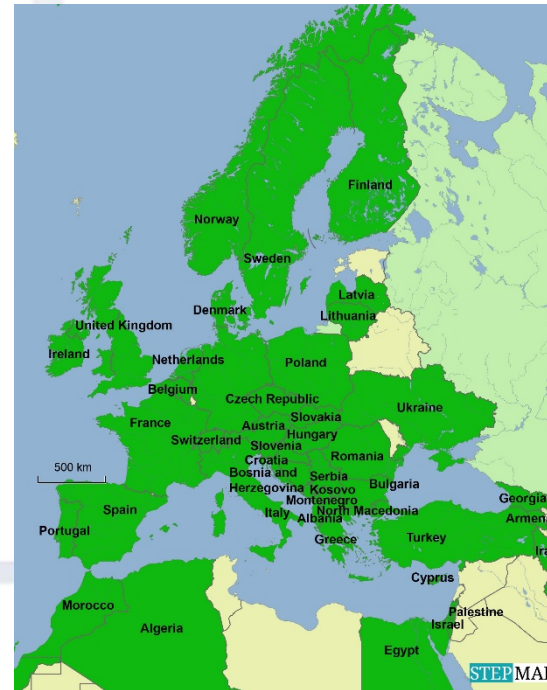 Finland
Norway
Sweden
Latvia
Denmark
Lithuania
United Kingdom
Ireland
Netherlands
Poland
Belgium
Czech Republic
Slovakia
Ukraine
France
Austria
Hungary
Switzerland
Slovenia
Romania
Croatia
500 km
Bosnia and
Herzegovina
Serbia
Bulgaria
Kosovo
Montenegro
Georgia
Spain
Italy
North Macedonia
Armen
Albania
Portugal
Greece
Turkey
Ira
Cyprus
Morocco
Palestine
Israel
Algeria
Egypt
STEPMAP